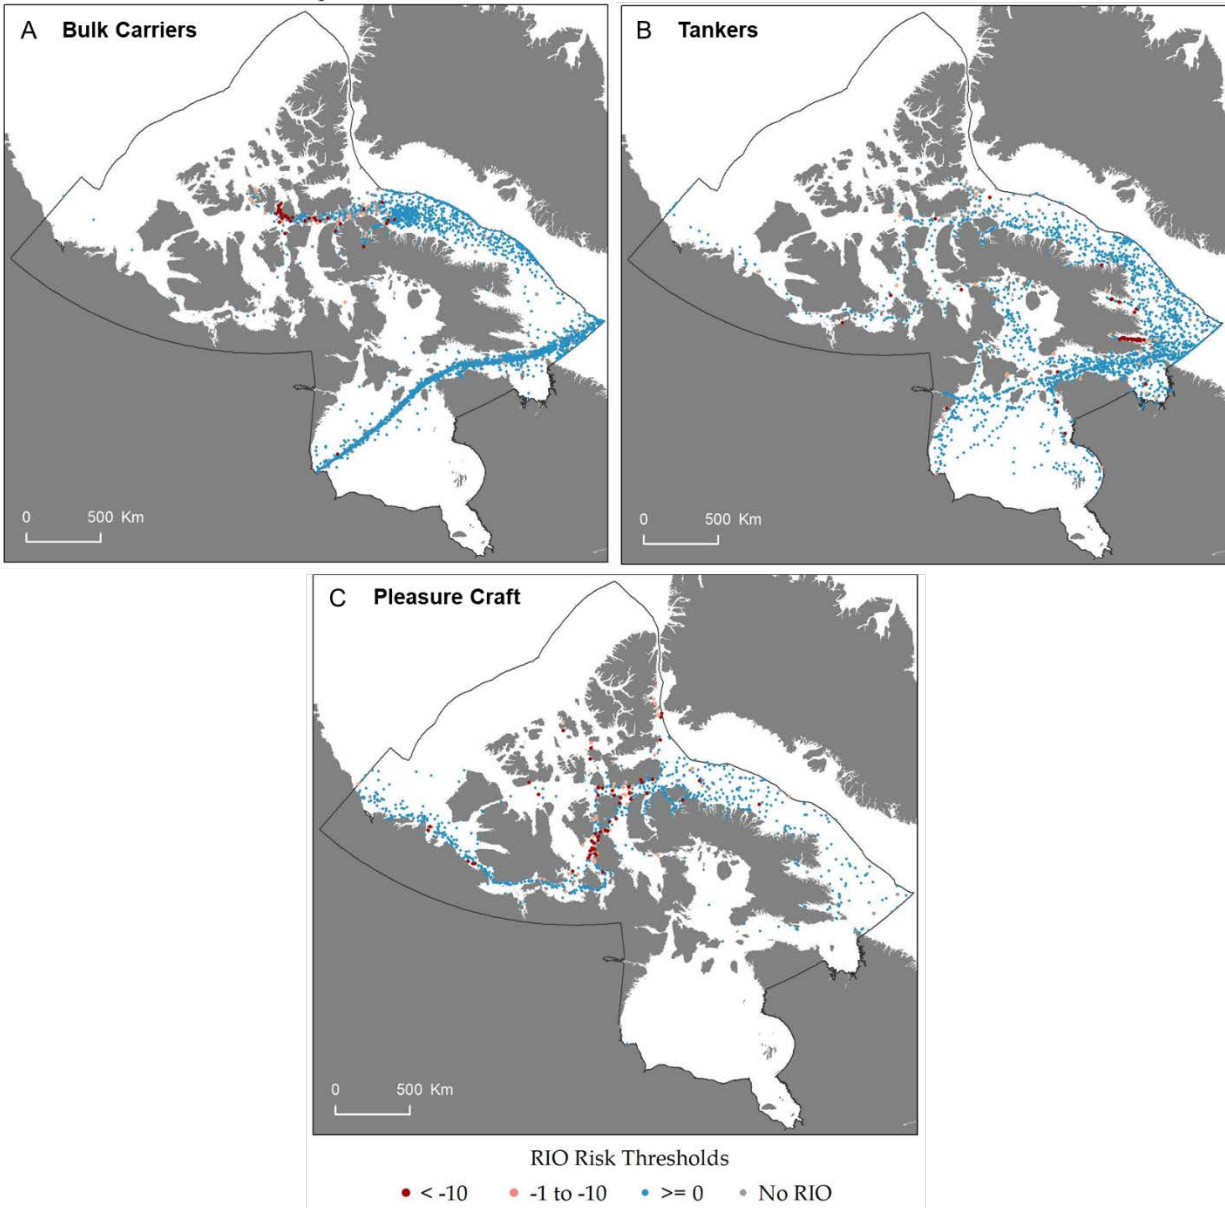 A Bulk Carriers
B Tankers
0 500 Km
0 500 Km
C Pleasure Craft
0 500 Km
RIO Risk Thresholds
< -10 -1 to -10 >= 0 No RIO